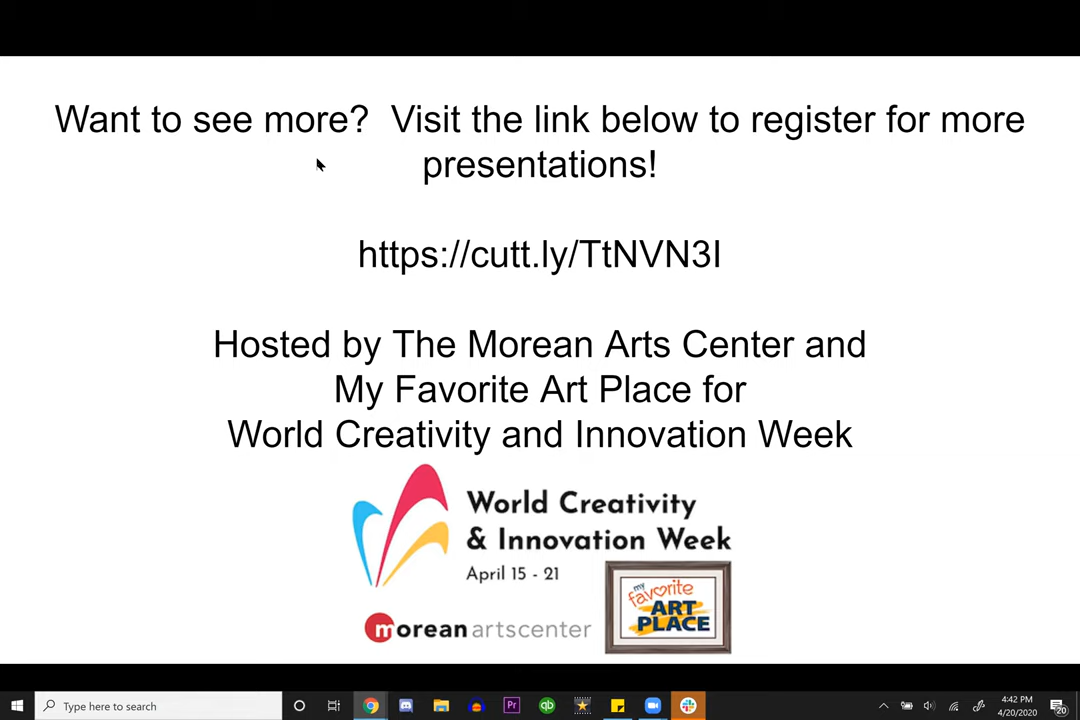 Want to see more?  Visit the link below to register for more
presentations!
https://cutt.ly/TtNVN3I
Hosted by The Morean Arts Center and
My Favorite Art Place for
World Creativity and Innovation Week
World Creativity
& Innovation Week
April 15 - 21
morean artscenter
my
favorite
ART
PLACE
Type here to search
Pr
qb
4:42 PM
4/20/2020
20